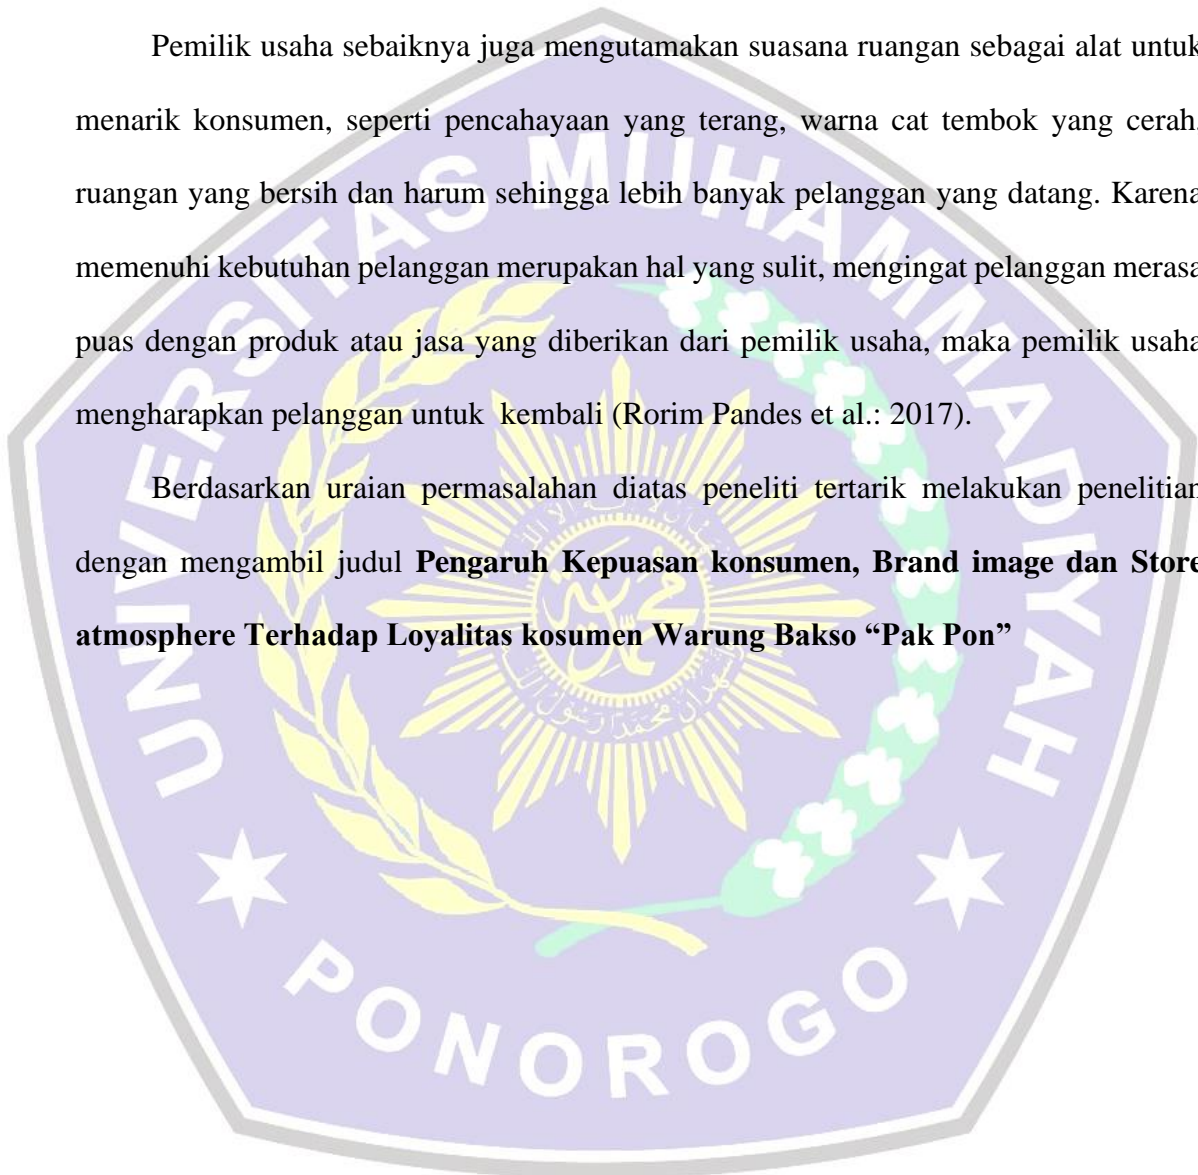 Pemilik usaha sebaiknya juga mengutamakan suasana ruangan sebagai alat untuk
menarik konsumen, seperti pencahayaan yang terang, warna cat tembok yang cerah,
ruangan yang bersih dan harum sehingga lebih banyak pelanggan yang datang. Karena
memenuhi kebutuhan pelanggan merupakan hal yang sulit, mengingat pelanggan merasa
puas dengan produk atau jasa yang diberikan dari pemilik usaha, maka pemilik usaha
mengharapkan pelanggan untuk  kembali (Rorim Pandes et al.: 2017).
Berdasarkan uraian permasalahan diatas peneliti tertarik melakukan penelitian
dengan mengambil judul Pengaruh Kepuasan konsumen, Brand image dan Store
atmosphere Terhadap Loyalitas kosumen Warung Bakso “Pak Pon”
UNIVERSITAS MUHAMMADIYAH
PONOROGO